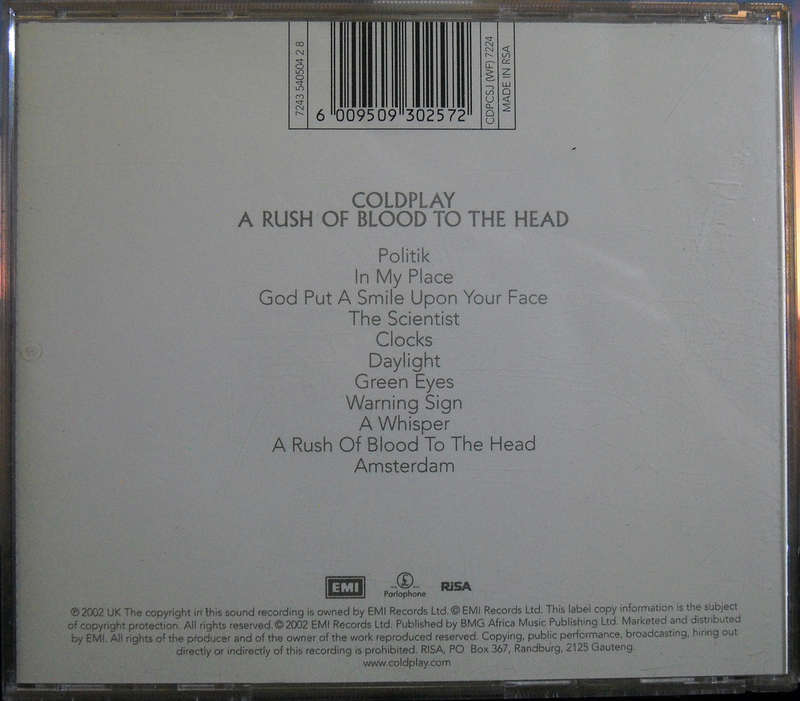 7243 540504 2 8
6 009509 302572
CDPCSJ (WF) 7224
MADE IN RSA
COLDPLAY
A RUSH OF BLOOD TO THE HEAD
Politik
In My Place
God Put A Smile Upon Your Face
The Scientist
Clocks
Daylight
Green Eyes
Warning Sign
A Whisper
A Rush Of Blood To The Head
Amsterdam
EMI
£
Parlophone
RiSA
℗ 2002 UK The copyright in this sound recording is owned by EMI Records Ltd. © EMI Records Ltd. This label copy information is the subject
of copyright protection. All rights reserved. © 2002 EMI Records Ltd. Published by BMG Africa Music Publishing Ltd. Marketed and distributed
by EMI. All rights of the producer and of the owner of the work reproduced reserved. Copying, public performance, broadcasting, hiring out
directly or indirectly of this recording is prohibited. RISA, PO Box 367, Randburg, 2125 Gauteng.
www.coldplay.com